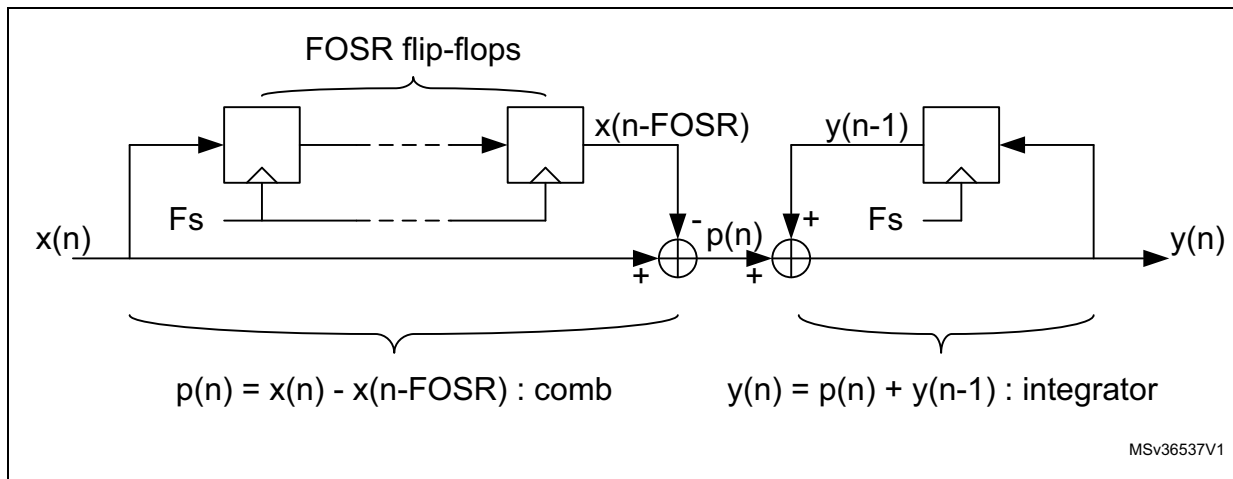 FOSR flip-flops
x(n-FOSR)
y(n-1)
Fs
-
+
Fs
x(n)
p(n)
y(n)
+
+
p(n) = x(n) - x(n-FOSR) : comb
y(n) = p(n) + y(n-1) : integrator
MSv36537V1